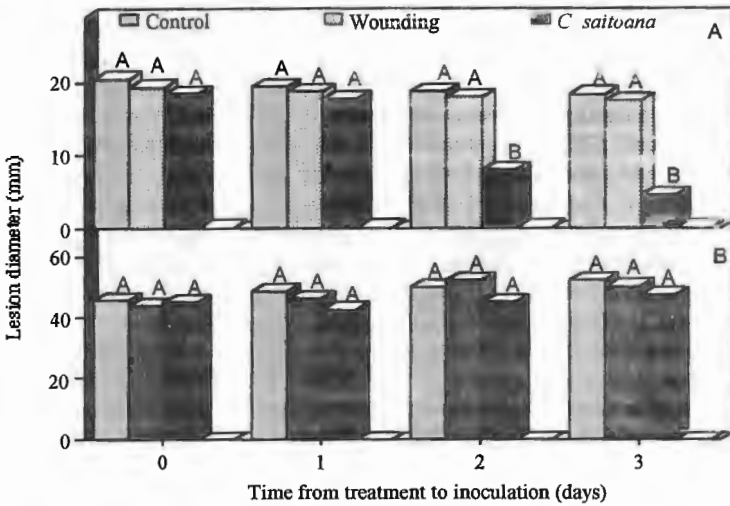 Control Wounding C saitoana
A
A A A A A A A A A A
B B
20
10
0
Lesion diameter (mm)
B
A A A A A A A A A A A A
60
40
20
0
0 1 2 3
Time from treatment to inoculation (days)